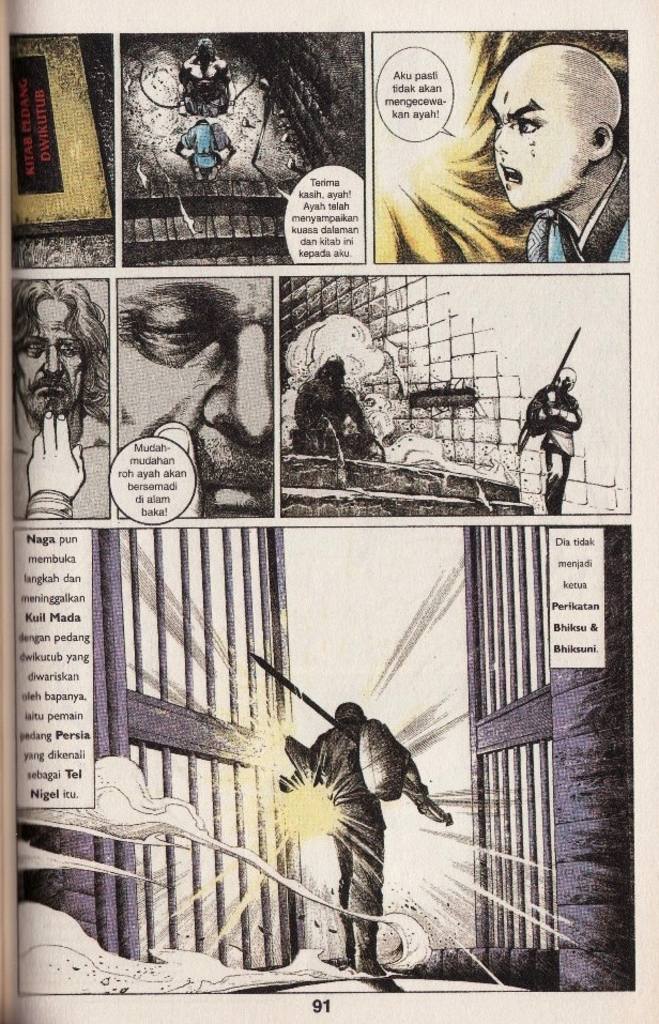 KITAB PEDANG
DWIKUTUB
Terima
kasih, ayah!
Ayah telah
menyampaikan
kuasa dalaman
dan kitab ini
kepada aku.
Aku pasti
tidak akan
mengecewa-
kan ayah!
Mudah-
mudahan
roh ayah akan
bersemadi
di alam
baka!
Naga pun
membuka
langkah dan
meninggalkan
Kuil Mada
dengan pedang
dwikutub yang
diwariskan
oleh bapanya,
iaitu pemain
pedang Persia
yang dikenali
sebagai Tel
Nigel itu.
Dia tidak
menjadi
ketua
Perikatan
Bhiksu &
Bhiksuni.
91